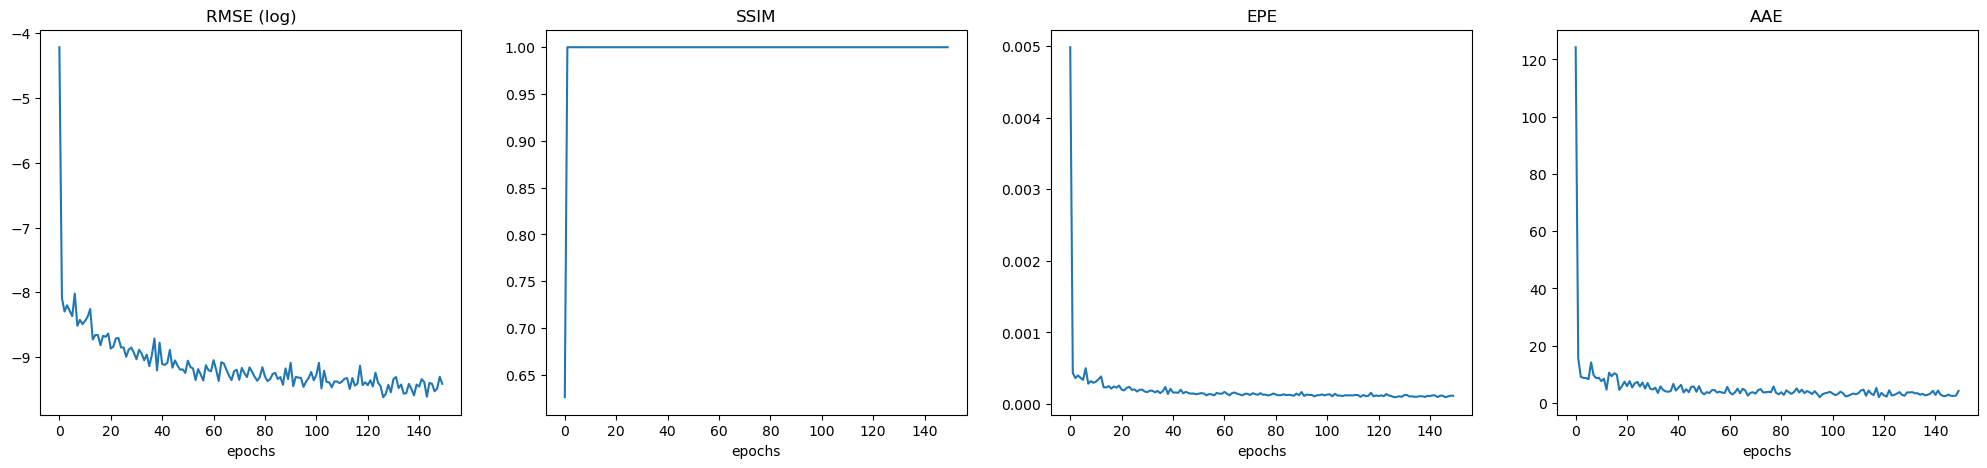 RMSE (log)
−4
−5
−6
−7
−8
−9
0 20 40 60 80 100 120 140
epochs
SSIM
1.00
0.95
0.90
0.85
0.80
0.75
0.70
0.65
0 20 40 60 80 100 120 140
epochs
EPE
0.005
0.004
0.003
0.002
0.001
0.000
0 20 40 60 80 100 120 140
epochs
AAE
120
100
80
60
40
20
0
0 20 40 60 80 100 120 140
epochs